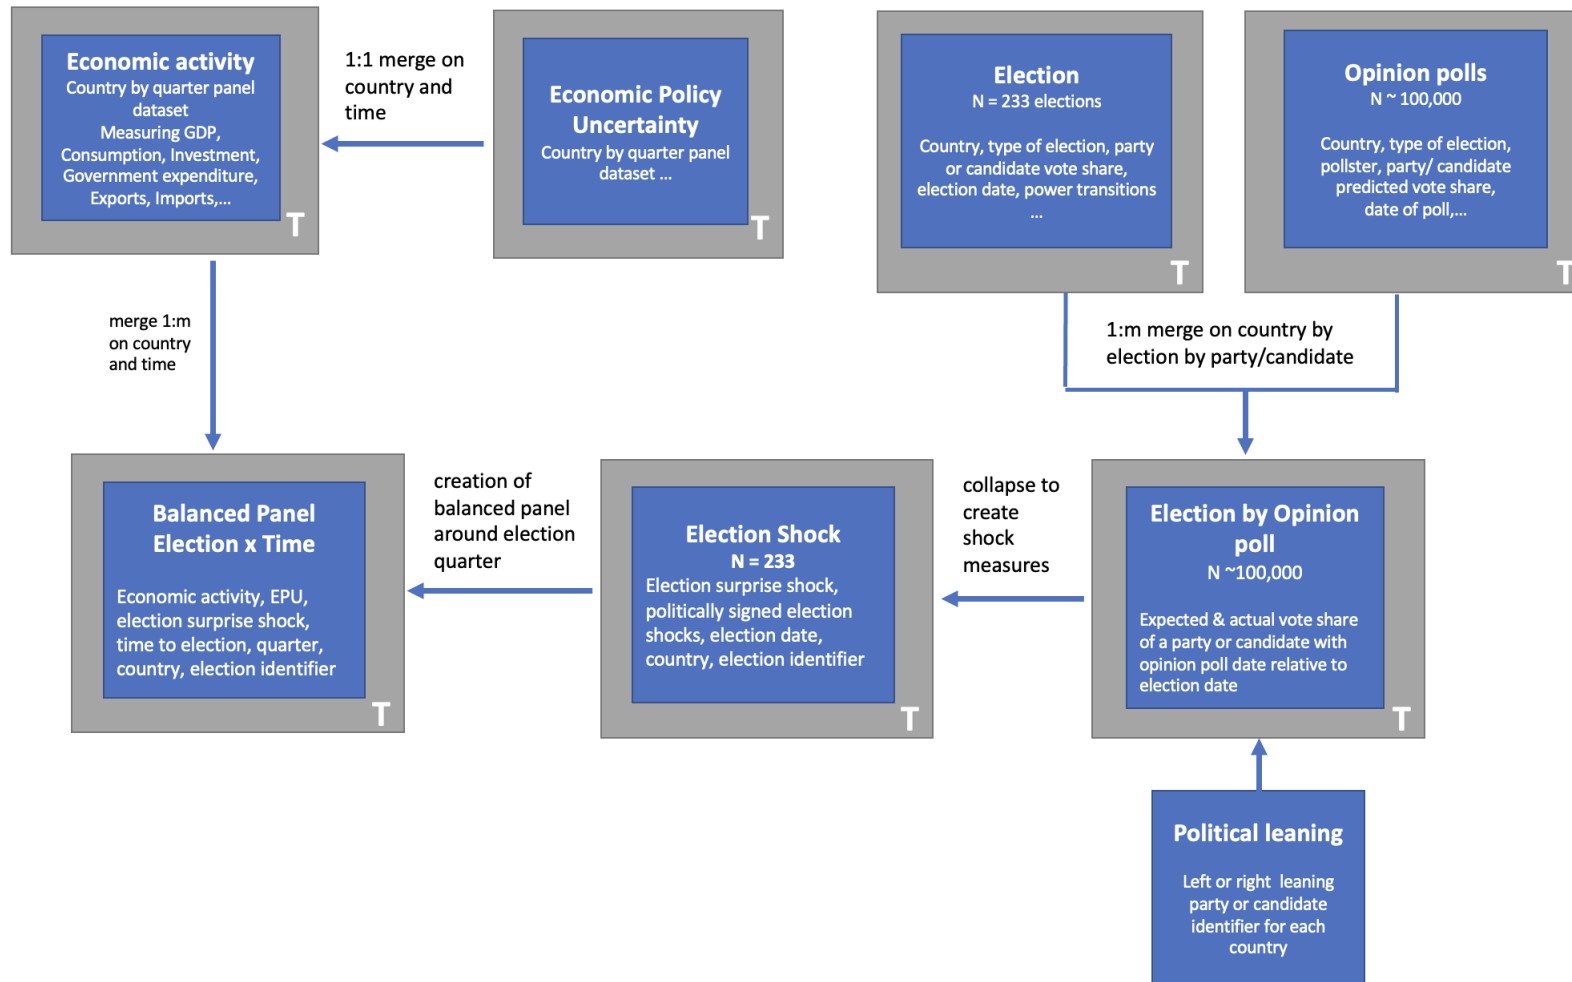 Economic activity
Country by quarter panel
dataset
Measuring GDP,
Consumption, Investment,
Government expenditure,
Exports, Imports,...
T
1:1 merge on
country and
time
Economic Policy
Uncertainty
Country by quarter panel
dataset ...
T
Election
N = 233 elections
Country, type of election, party
or candidate vote share,
election date, power transitions
...
T
Opinion polls
N ~ 100,000
Country, type of election,
pollster, party/ candidate
predicted vote share,
date of poll,...
T
merge 1:m
on country
and time
1:m merge on country by
election by party/candidate
Balanced Panel
Election x Time
Economic activity, EPU,
election surprise shock,
time to election, quarter,
country, election identifier
T
creation of
balanced panel
around election
quarter
Election Shock
N = 233
Election surprise shock,
politically signed election
shocks, election date,
country, election identifier
T
collapse to
create
shock
measures
Election by Opinion
poll
N ~100,000
Expected & actual vote share
of a party or candidate with
opinion poll date relative to
election date
T
Political leaning
Left or right  leaning
party or candidate
identifier for each
country